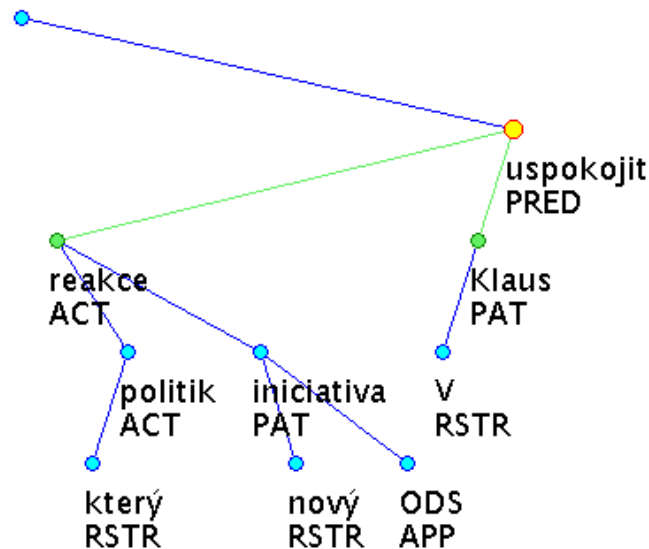 uspokojit
PRED
reakce
ACT
Klaus
PAT
politik
ACT
iniciativa
PAT
V
RSTR
který
RSTR
nový
RSTR
ODS
APP